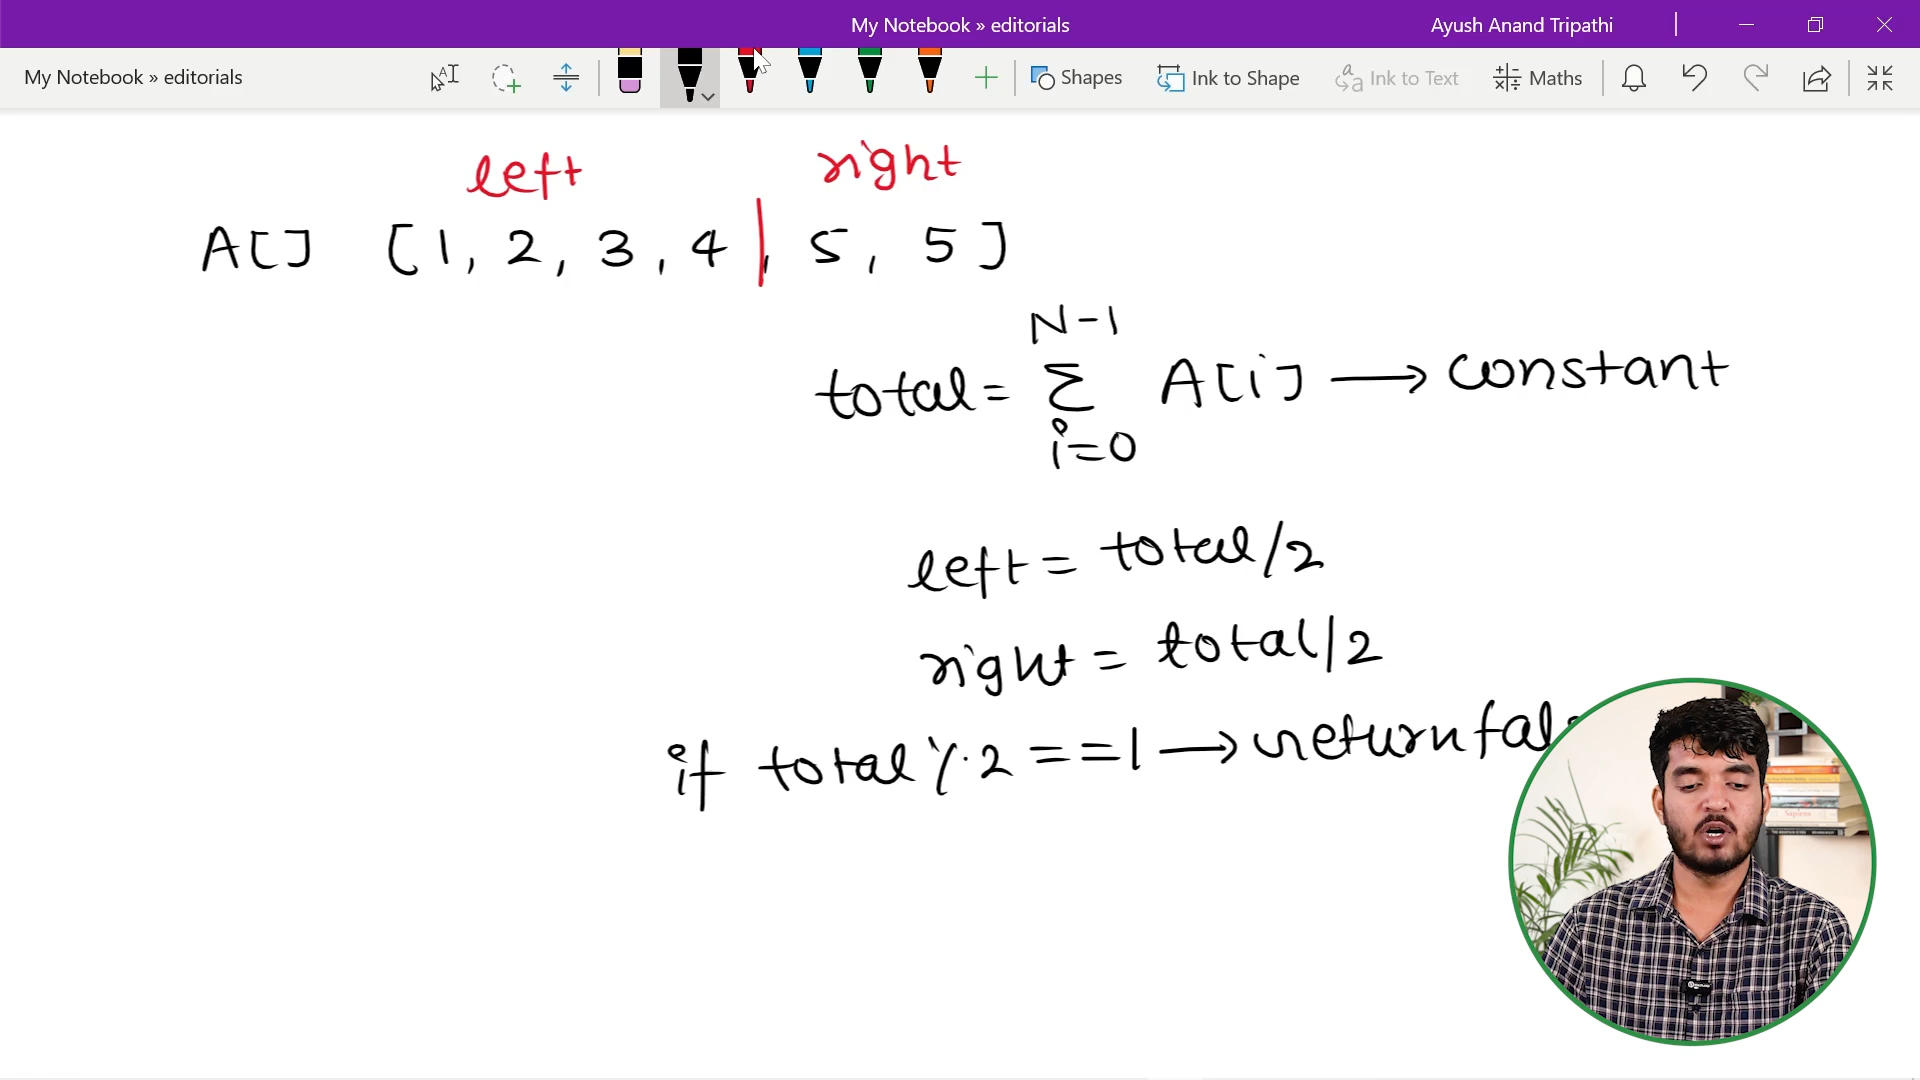 My Notebook » editorials
Ayush Anand Tripathi
My Notebook » editorials
Shapes
Ink to Shape
Ink to Text
Maths
left right
A[] [1, 2, 3, 4 |, 5, 5]
N-1
total = Σ A[i] → constant
i=0
left = total/2
right = total/2
if total % 2 == 1 → return fal